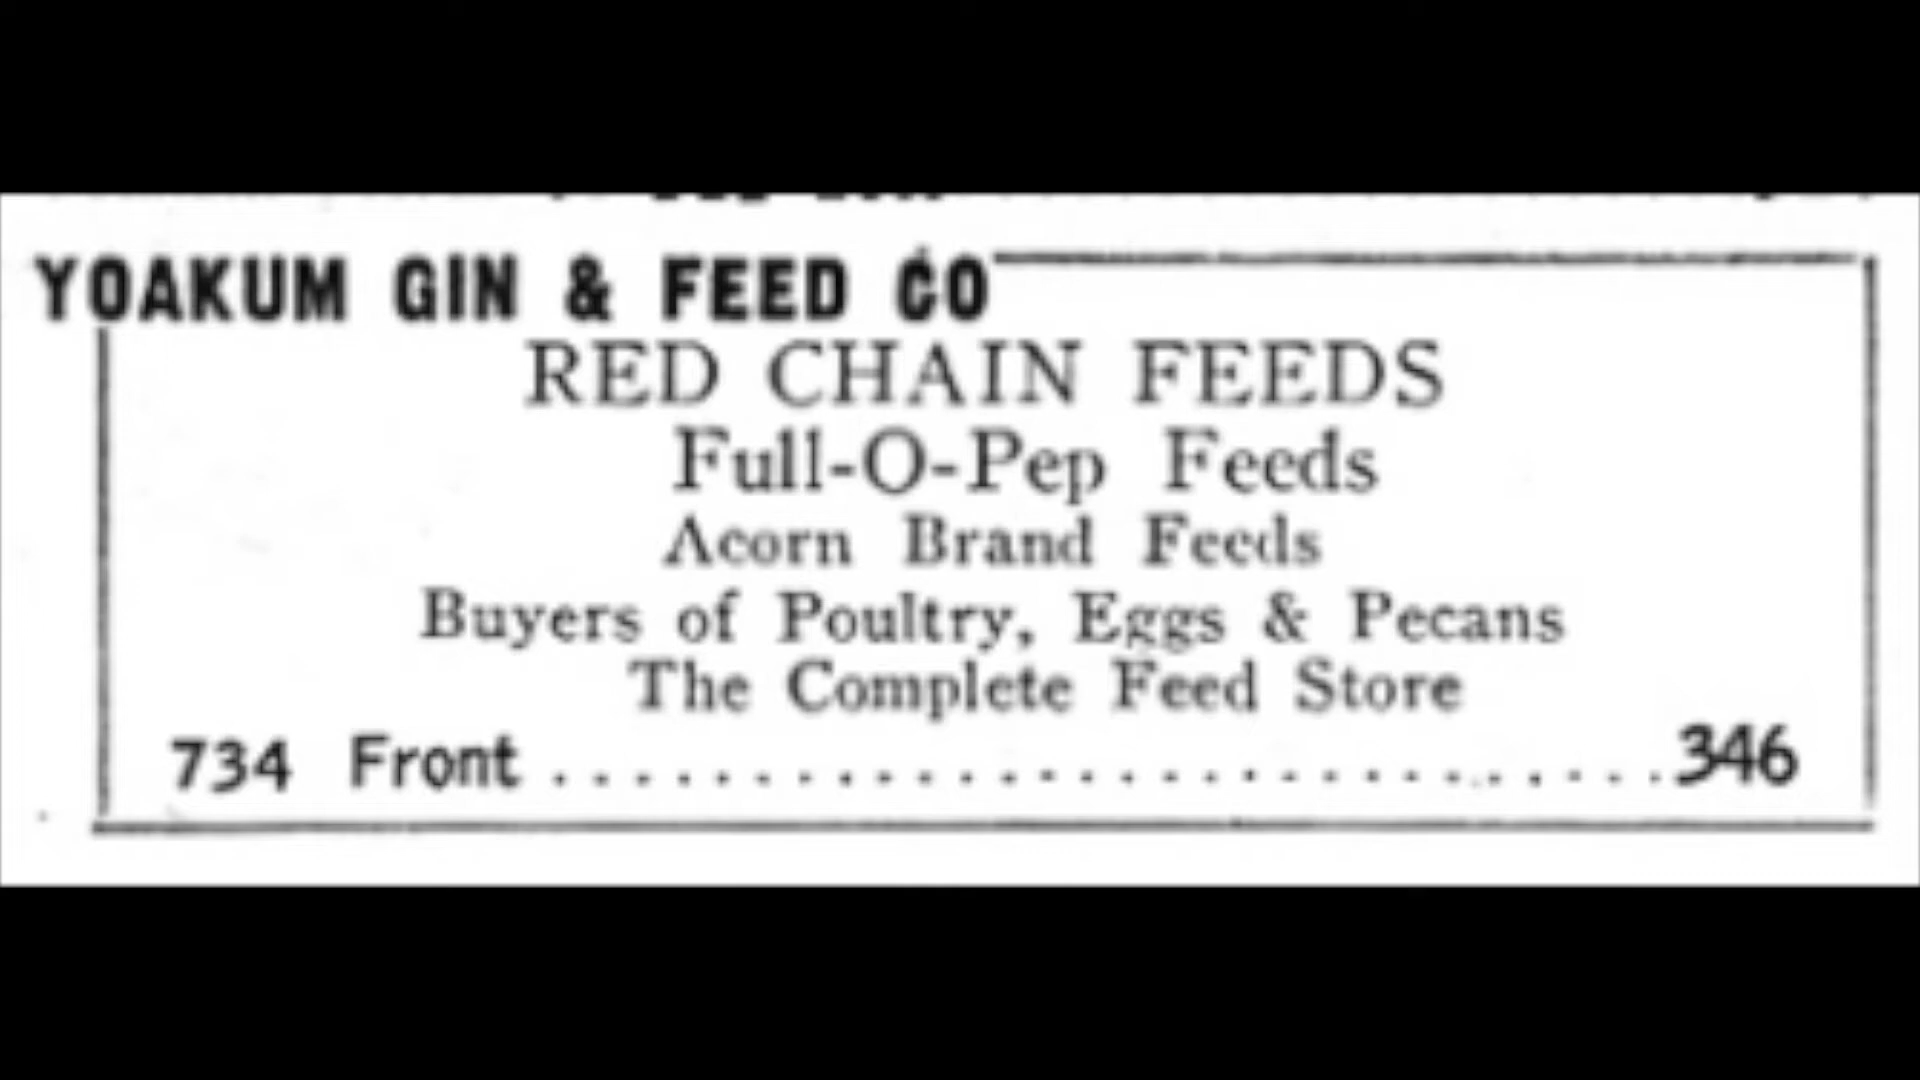 YOAKUM GIN & FEED CO
RED CHAIN FEEDS
Full-O-Pep Feeds
Acorn Brand Feeds
Buyers of Poultry, Eggs & Pecans
The Complete Feed Store
734 Front .............................. 346